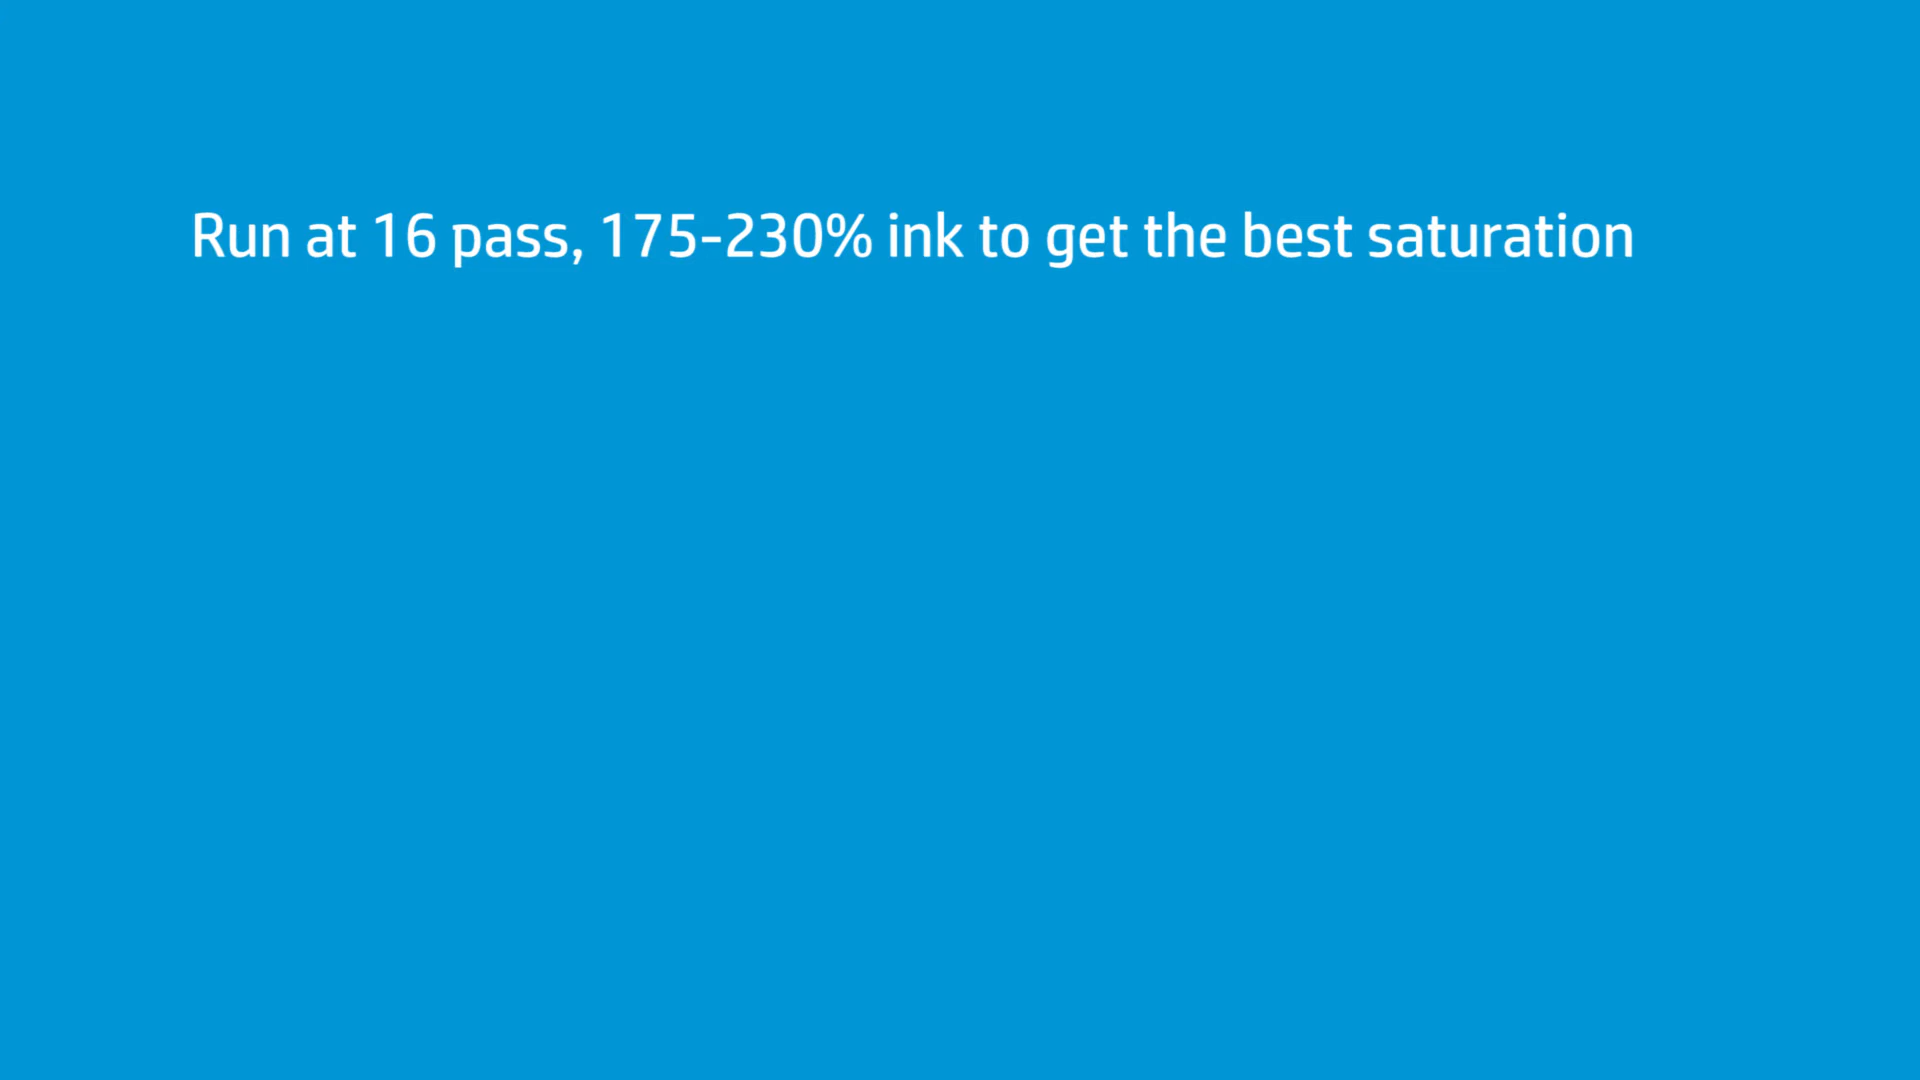 Run at 16 pass, 175-230% ink to get the best saturation